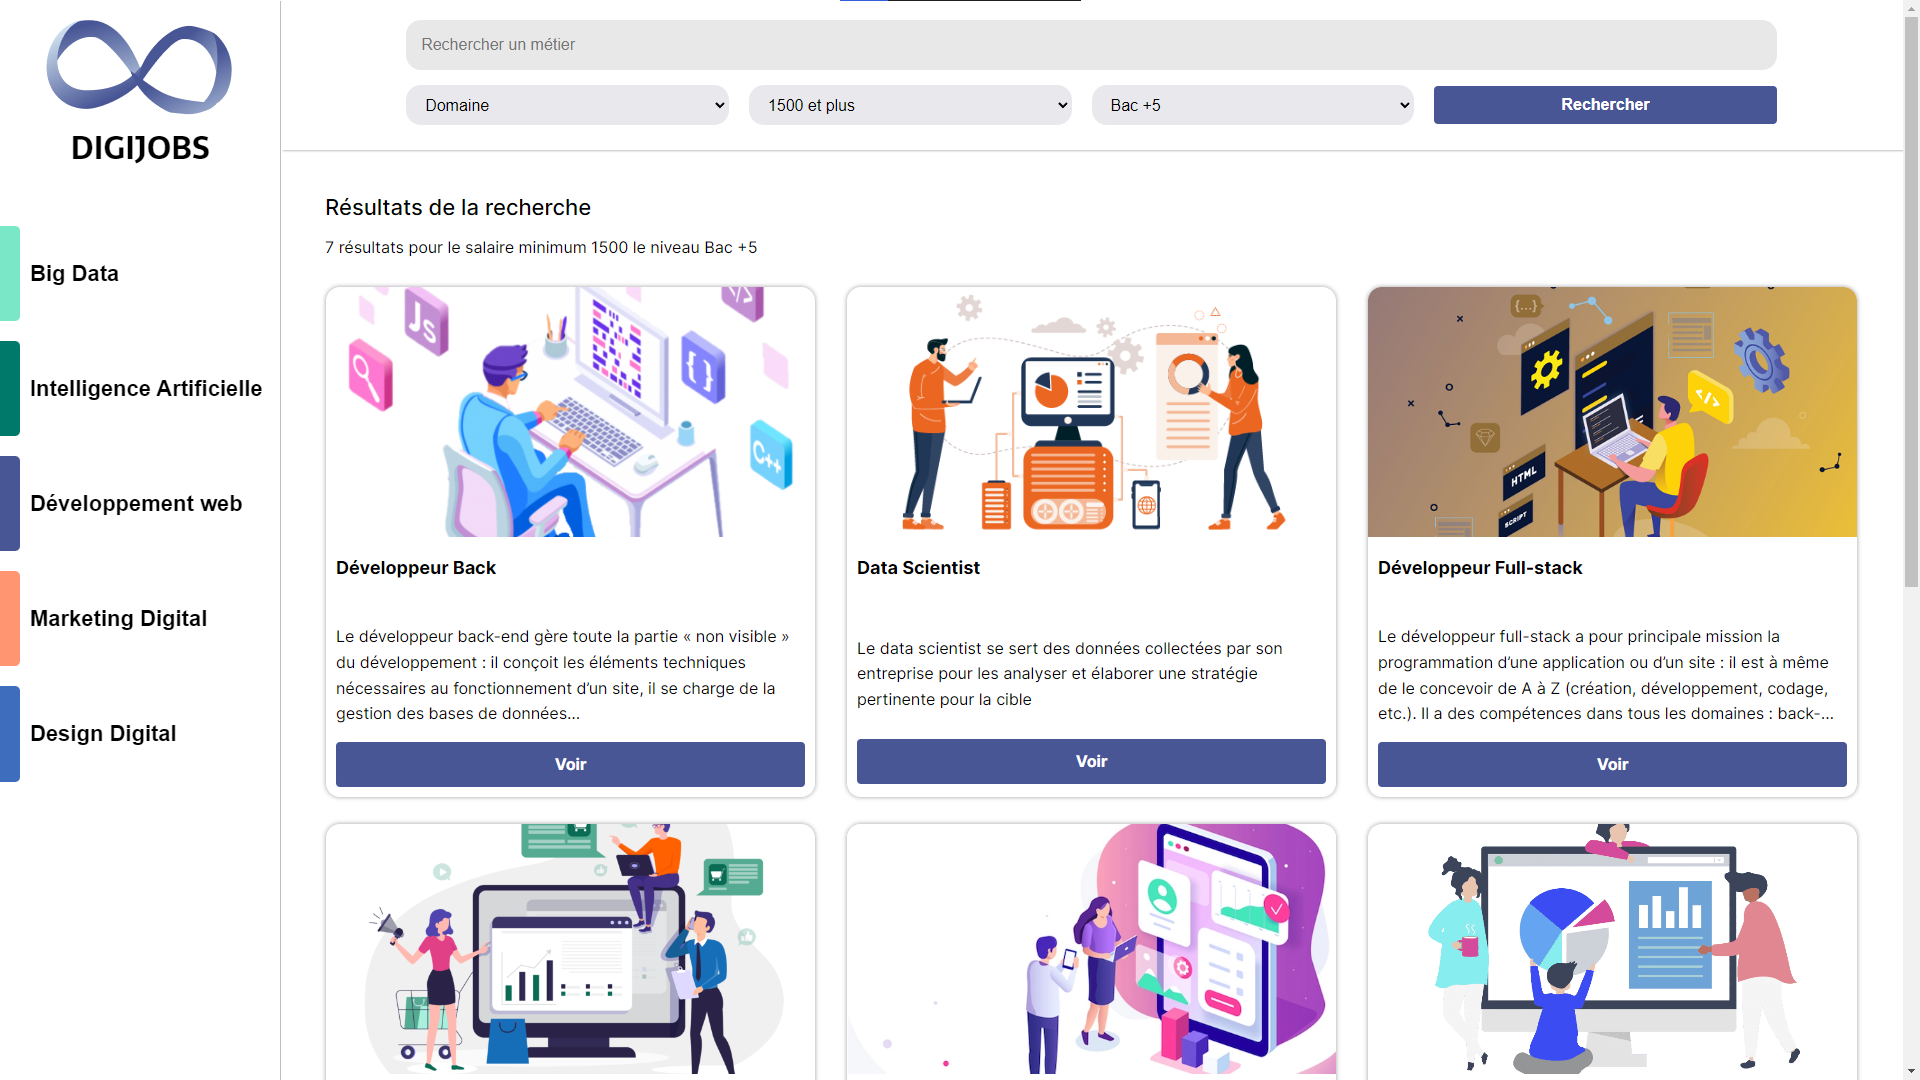 Rechercher un métier
Domaine
1500 et plus
Bac +5
Rechercher
DIGIJOBS
Big Data
Intelligence Artificielle
Développement web
Marketing Digital
Design Digital
Résultats de la recherche
7 résultats pour le salaire minimum 1500 le niveau Bac +5
JS
</>
{ }
C++
Développeur Back
Le développeur back-end gère toute la partie « non visible »
du développement : il conçoit les éléments techniques
nécessaires au fonctionnement d’un site, il se charge de la
gestion des bases de données...
Voir
Data Scientist
Le data scientist se sert des données collectées par son
entreprise pour les analyser et élaborer une stratégie
pertinente pour la cible
Voir
{...}
</>
HTML
SCRIPT
Développeur Full-stack
Le développeur full-stack a pour principale mission la
programmation d’une application ou d’un site : il est à même
de le concevoir de A à Z (création, développement, codage,
etc.). Il a des compétences dans tous les domaines : back-...
Voir